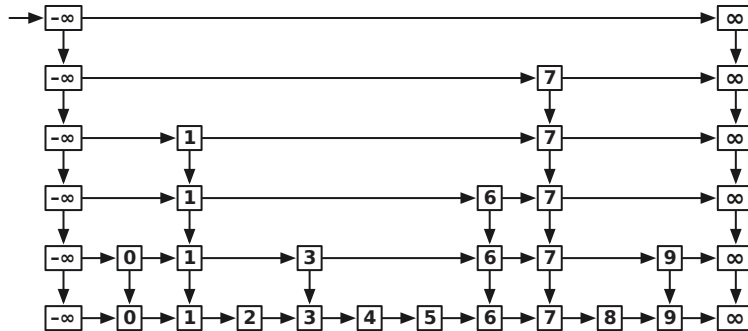 -∞ ∞
-∞ 7 ∞
-∞ 1 7 ∞
-∞ 1 6 7 ∞
-∞ 0 1 3 6 7 9 ∞
-∞ 0 1 2 3 4 5 6 7 8 9 ∞